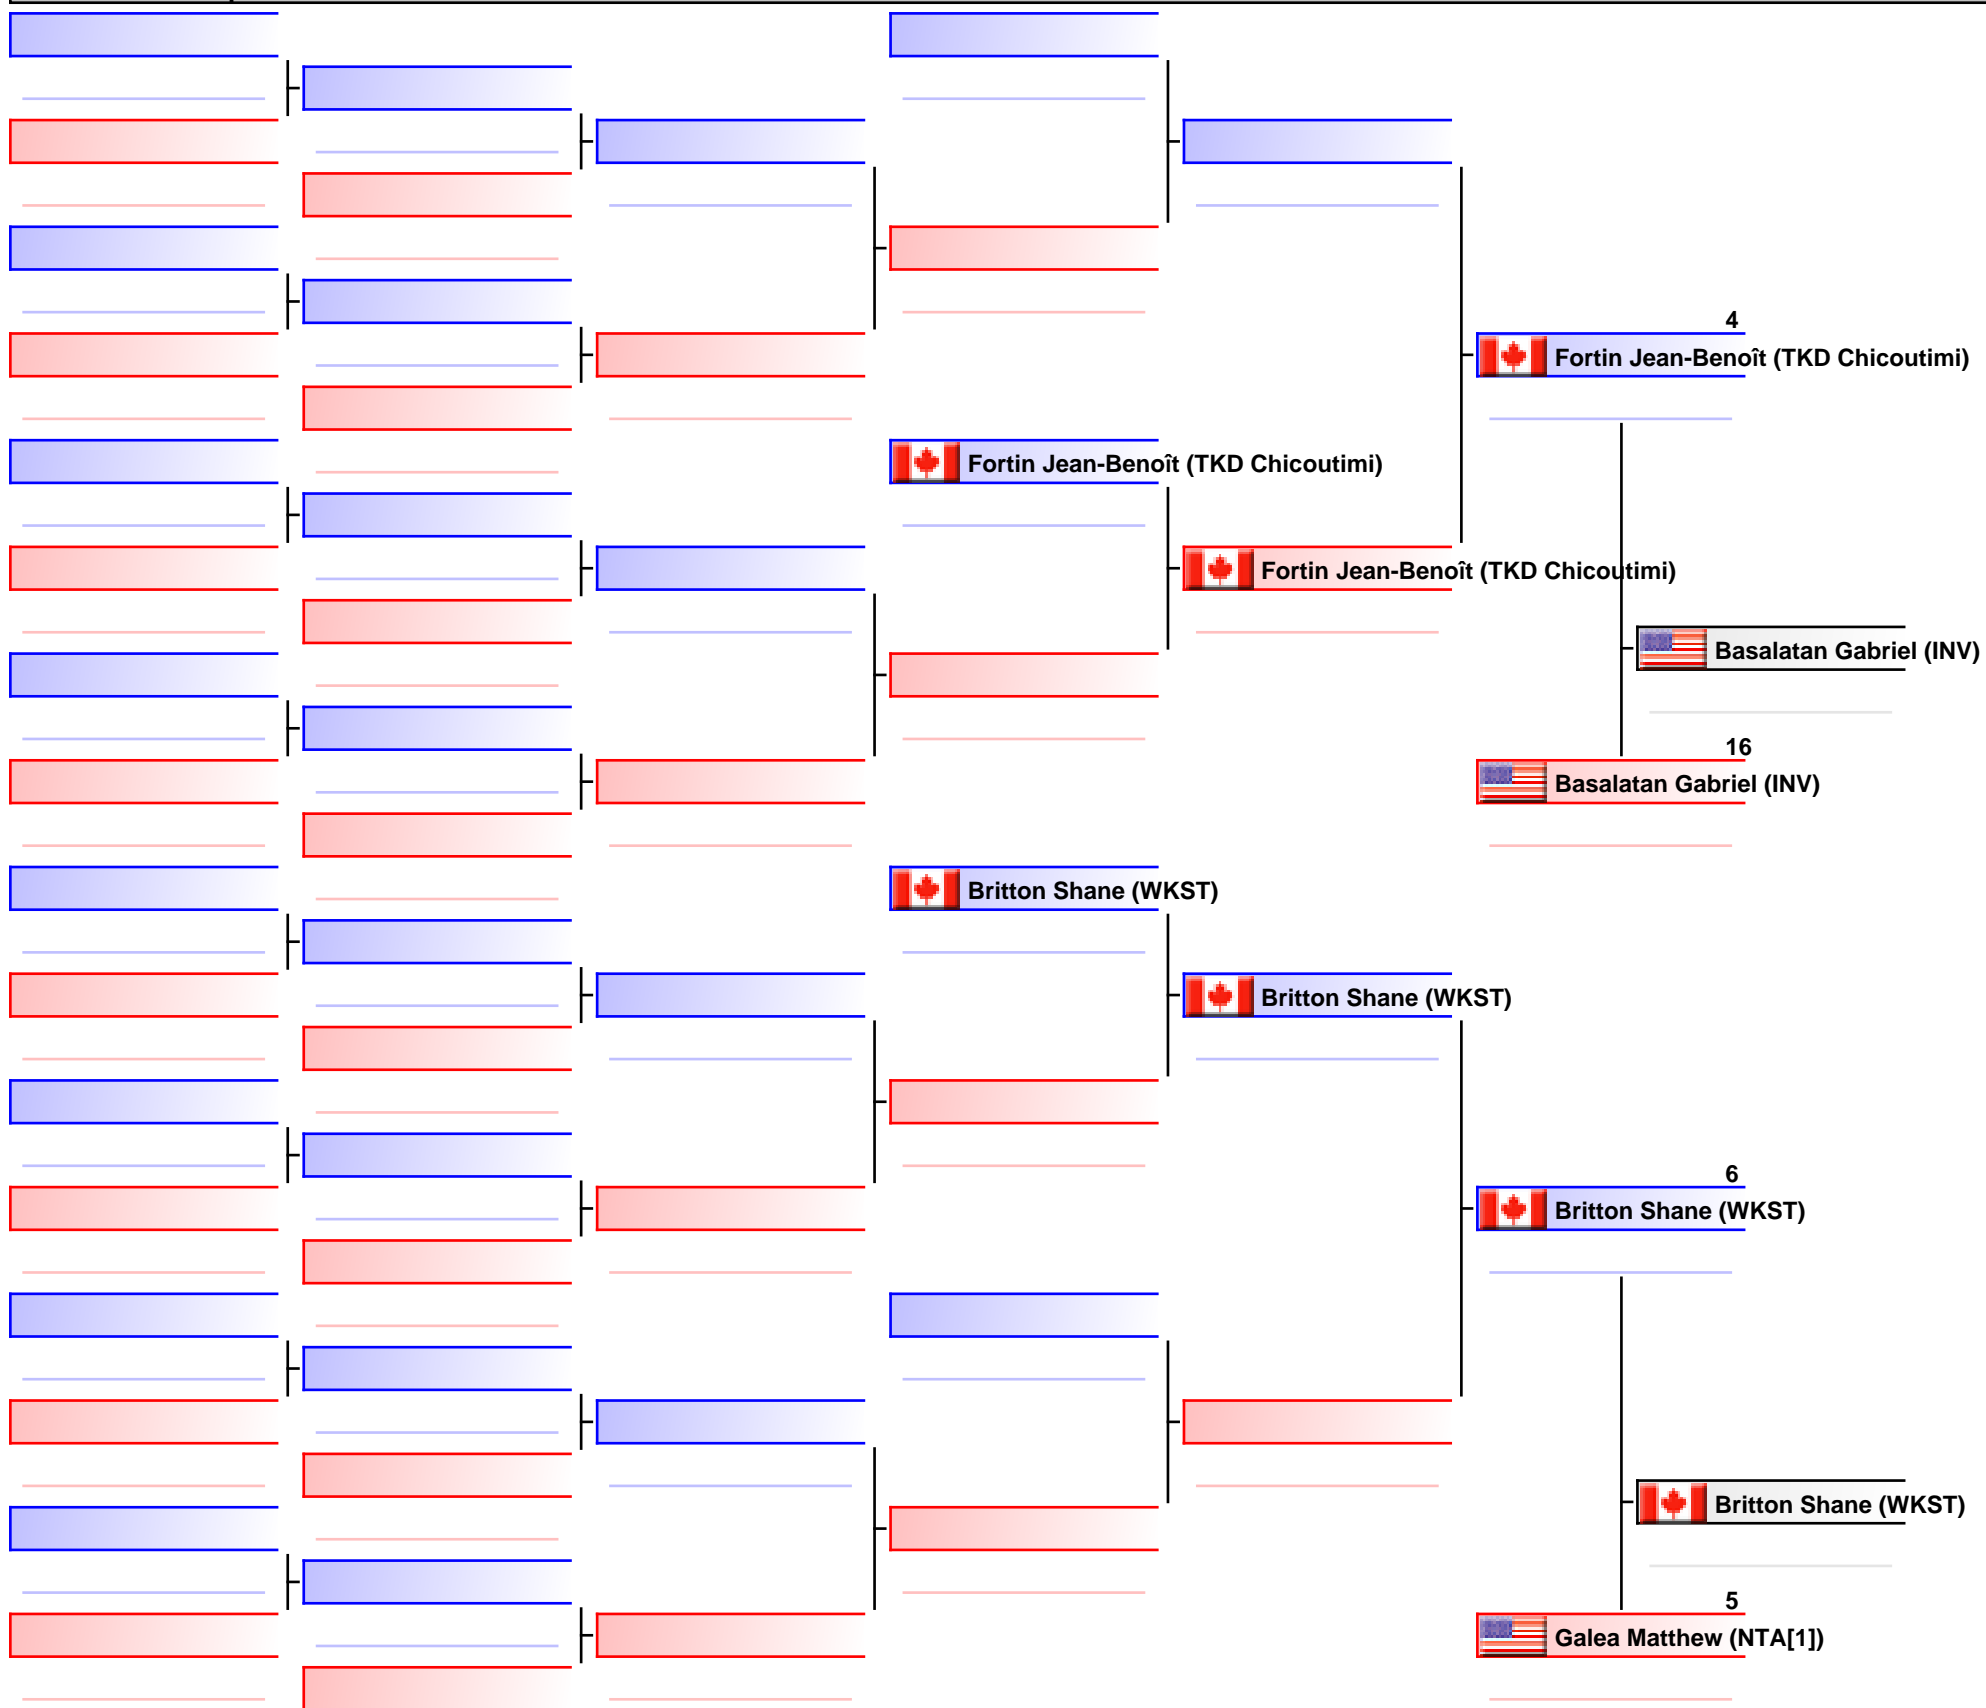 4
Fortin Jean-Benoît (TKD Chicoutimi)
Fortin Jean-Benoît (TKD Chicoutimi)
Fortin Jean-Benoît (TKD Chicoutimi)
Basalatan Gabriel (INV)
16
Basalatan Gabriel (INV)
Britton Shane (WKST)
Britton Shane (WKST)
6
Britton Shane (WKST)
Britton Shane (WKST)
5
Galea Matthew (NTA[1])